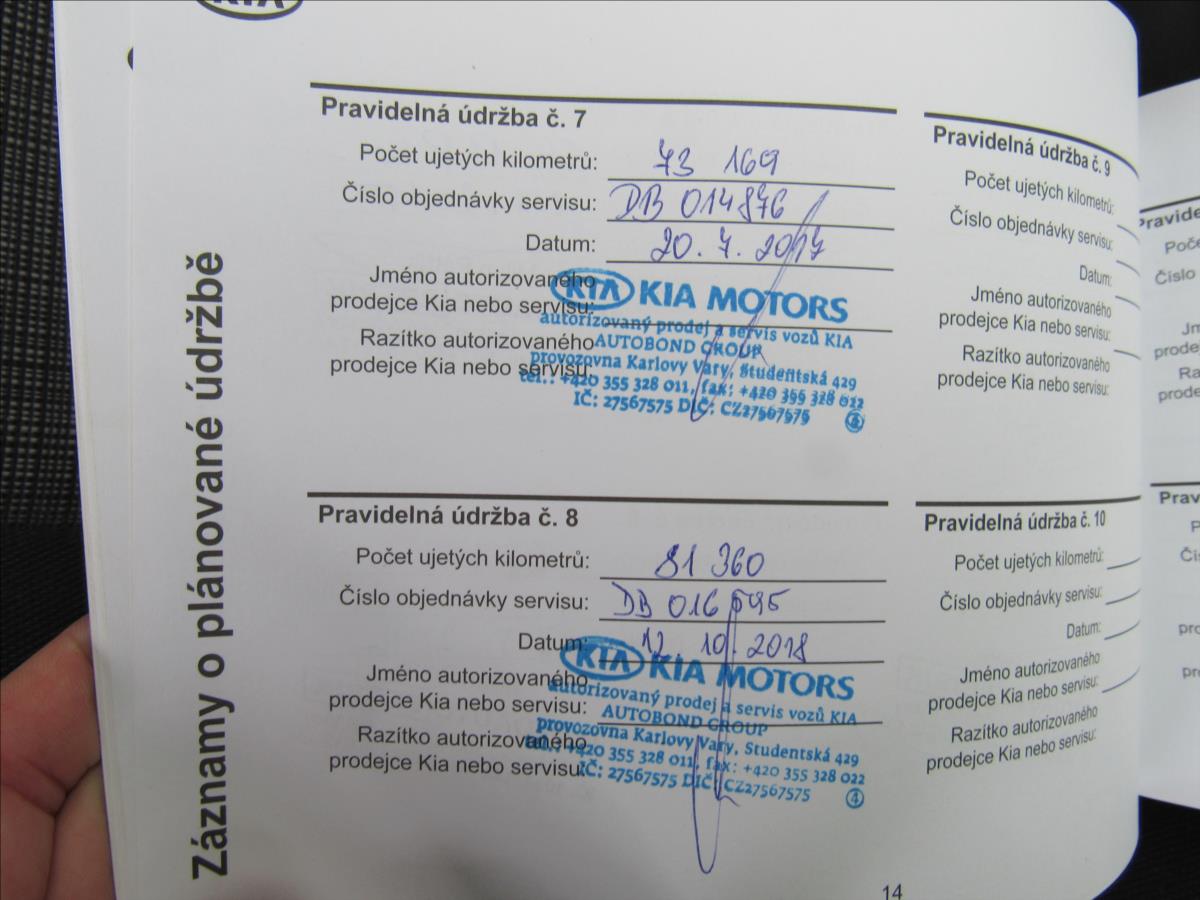 KIA
Záznamy o plánované údržbě
Pravidelná údržba č. 7
Počet ujetých kilometrů: 73 169
Číslo objednávky servisu: DB 014876
Datum: 20. 7. 2017
Jméno autorizovaného
prodejce Kia nebo servisu:
Razítko autorizovaného
prodejce Kia nebo servisu:
KIA KIA MOTORS
autorizovaný prodej a servis vozů KIA
AUTOBOND GROUP
provozovna Karlovy Vary, Studentská 429
tel.: +420 355 328 011, fax: +420 355 328 022
IČ: 27567575 DIČ: CZ27567575
Pravidelná údržba č. 8
Počet ujetých kilometrů: 81 360
Číslo objednávky servisu: DB 016595
Datum: 12. 10. 2018
Jméno autorizovaného
prodejce Kia nebo servisu:
Razítko autorizovaného
prodejce Kia nebo servisu:
KIA KIA MOTORS
autorizovaný prodej a servis vozů KIA
AUTOBOND GROUP
provozovna Karlovy Vary, Studentská 429
tel.: +420 355 328 011, fax: +420 355 328 022
IČ: 27567575 DIČ: CZ27567575 4
Pravidelná údržba č. 9
Počet ujetých kilometrů:
Číslo objednávky servisu:
Datum:
Jméno autorizovaného
prodejce Kia nebo servisu:
Razítko autorizovaného
prodejce Kia nebo servisu:
Pravidelná údržba č. 10
Počet ujetých kilometrů:
Číslo objednávky servisu:
Datum:
Jméno autorizovaného
prodejce Kia nebo servisu:
Razítko autorizovaného
prodejce Kia nebo servisu:
14